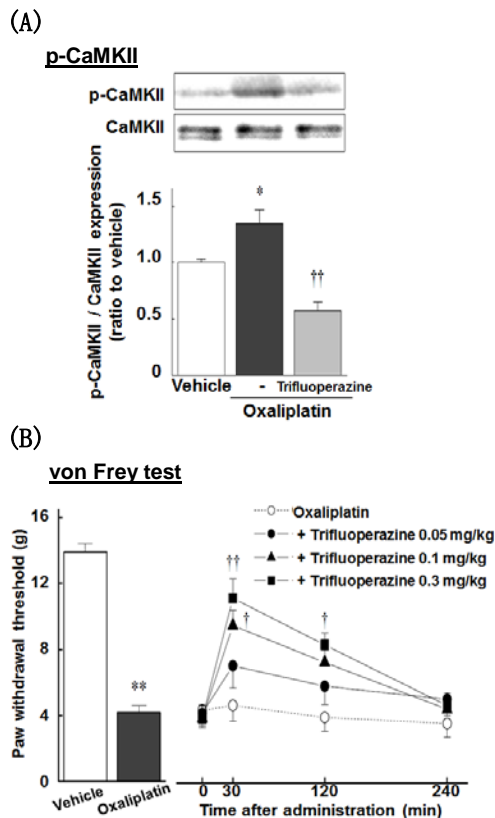 (A)
p-CaMKII
p-CaMKII
CaMKII
p-CaMKII / CaMKII expression
(ratio to vehicle)
1.5
1.0
0.5
0
*
††
Vehicle
-
Trifluoperazine
Oxaliplatin
(B)
von Frey test
Paw withdrawal threshold (g)
16
12
8
4
0
**
Vehicle
Oxaliplatin
Oxaliplatin
+ Trifluoperazine 0.05 mg/kg
+ Trifluoperazine 0.1 mg/kg
+ Trifluoperazine 0.3 mg/kg
††
†
†
0 30 120 240
Time after administration (min)